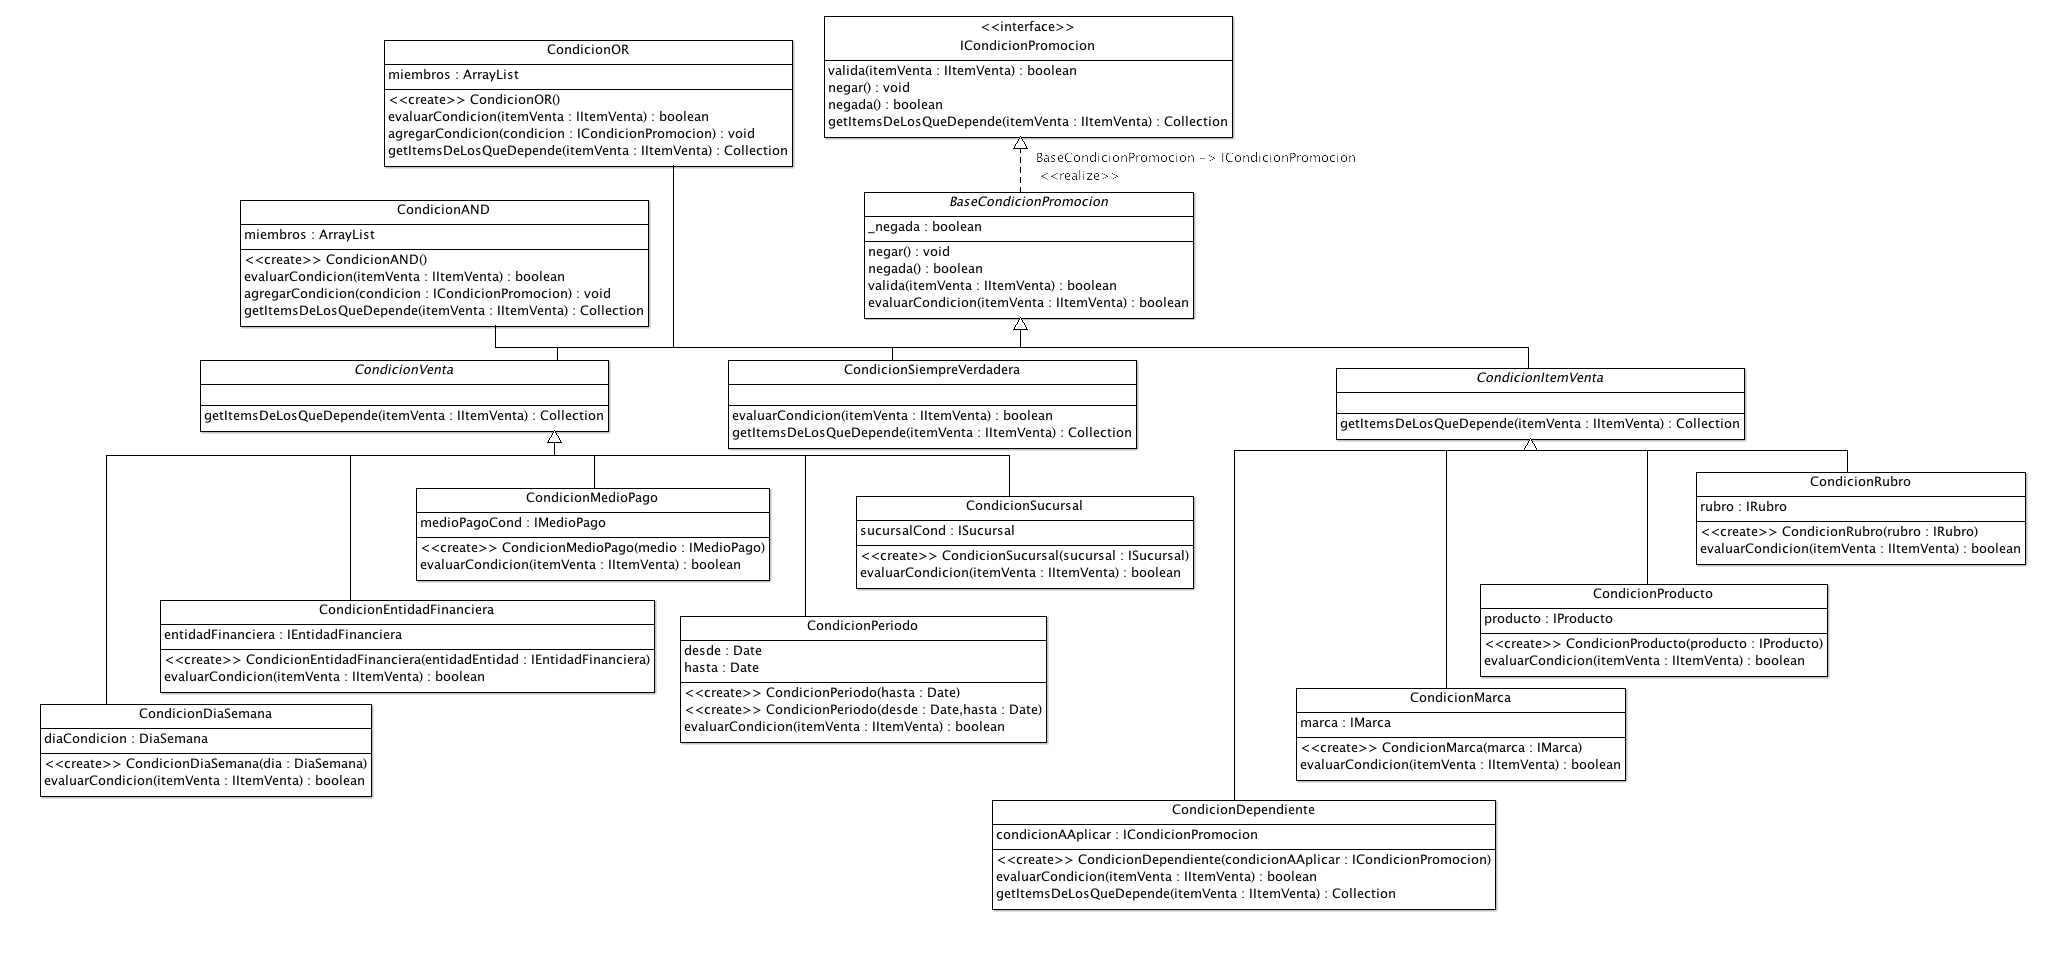 <<interface>>
ICondicionPromocion
valida(itemVenta : IItemVenta) : boolean
negar() : void
negada() : boolean
getItemsDeLosQueDepende(itemVenta : IItemVenta) : Collection
CondicionOR
miembros : ArrayList
<<create>> CondicionOR()
evaluarCondicion(itemVenta : IItemVenta) : boolean
agregarCondicion(condicion : ICondicionPromocion) : void
getItemsDeLosQueDepende(itemVenta : IItemVenta) : Collection
BaseCondicionPromocion -> ICondicionPromocion
<<realize>>
BaseCondicionPromocion
_negada : boolean
negar() : void
negada() : boolean
valida(itemVenta : IItemVenta) : boolean
evaluarCondicion(itemVenta : IItemVenta) : boolean
CondicionAND
miembros : ArrayList
<<create>> CondicionAND()
evaluarCondicion(itemVenta : IItemVenta) : boolean
agregarCondicion(condicion : ICondicionPromocion) : void
getItemsDeLosQueDepende(itemVenta : IItemVenta) : Collection
CondicionVenta
getItemsDeLosQueDepende(itemVenta : IItemVenta) : Collection
CondicionSiempreVerdadera
evaluarCondicion(itemVenta : IItemVenta) : boolean
getItemsDeLosQueDepende(itemVenta : IItemVenta) : Collection
CondicionItemVenta
getItemsDeLosQueDepende(itemVenta : IItemVenta) : Collection
CondicionMedioPago
medioPagoCond : IMedioPago
<<create>> CondicionMedioPago(medio : IMedioPago)
evaluarCondicion(itemVenta : IItemVenta) : boolean
CondicionSucursal
sucursalCond : ISucursal
<<create>> CondicionSucursal(sucursal : ISucursal)
evaluarCondicion(itemVenta : IItemVenta) : boolean
CondicionRubro
rubro : IRubro
<<create>> CondicionRubro(rubro : IRubro)
evaluarCondicion(itemVenta : IItemVenta) : boolean
CondicionEntidadFinanciera
entidadFinanciera : IEntidadFinanciera
<<create>> CondicionEntidadFinanciera(entidadEntidad : IEntidadFinanciera)
evaluarCondicion(itemVenta : IItemVenta) : boolean
CondicionPeriodo
desde : Date
hasta : Date
<<create>> CondicionPeriodo(hasta : Date)
<<create>> CondicionPeriodo(desde : Date,hasta : Date)
evaluarCondicion(itemVenta : IItemVenta) : boolean
CondicionProducto
producto : IProducto
<<create>> CondicionProducto(producto : IProducto)
evaluarCondicion(itemVenta : IItemVenta) : boolean
CondicionDiaSemana
diaCondicion : DiaSemana
<<create>> CondicionDiaSemana(dia : DiaSemana)
evaluarCondicion(itemVenta : IItemVenta) : boolean
CondicionMarca
marca : IMarca
<<create>> CondicionMarca(marca : IMarca)
evaluarCondicion(itemVenta : IItemVenta) : boolean
CondicionDependiente
condicionAAplicar : ICondicionPromocion
<<create>> CondicionDependiente(condicionAAplicar : ICondicionPromocion)
evaluarCondicion(itemVenta : IItemVenta) : boolean
getItemsDeLosQueDepende(itemVenta : IItemVenta) : Collection